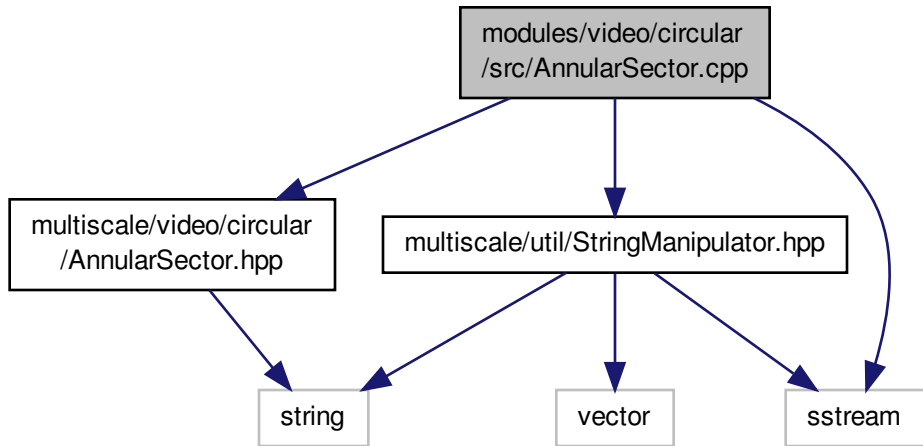 modules/video/circular
/src/AnnularSector.cpp
multiscale/video/circular
/AnnularSector.hpp
multiscale/util/StringManipulator.hpp
string
vector
sstream